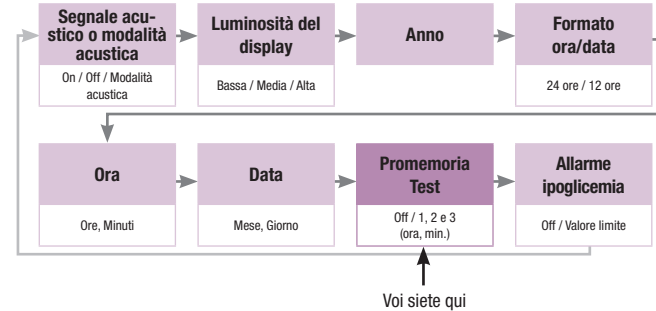 Segnale acu-
stico o modalità
acustica
On / Off / Modalità
acustica
Luminosità del
display
Bassa / Media / Alta
Anno
Formato
ora/data
24 ore / 12 ore
Ora
Ore, Minuti
Data
Mese, Giorno
Promemoria
Test
Off / 1, 2 e 3
(ora, min.)
Allarme
ipoglicemia
Off / Valore limite
Voi siete qui